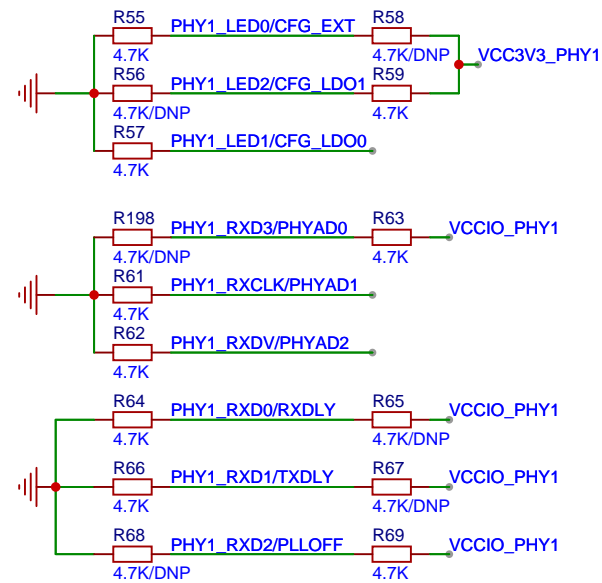 R55 PHY1_LED0/CFG_EXT R58
4.7K 4.7K/DNP VCC3V3_PHY1
R56 PHY1_LED2/CFG_LDO1 R59
4.7K/DNP 4.7K
R57 PHY1_LED1/CFG_LDO0
4.7K
R198 PHY1_RXD3/PHYAD0 R63 VCCIO_PHY1
4.7K/DNP 4.7K
R61 PHY1_RXCLK/PHYAD1
4.7K
R62 PHY1_RXDV/PHYAD2
4.7K
R64 PHY1_RXD0/RXDLY R65 VCCIO_PHY1
4.7K 4.7K/DNP
R66 PHY1_RXD1/TXDLY R67 VCCIO_PHY1
4.7K 4.7K/DNP
R68 PHY1_RXD2/PLLOFF R69 VCCIO_PHY1
4.7K/DNP 4.7K